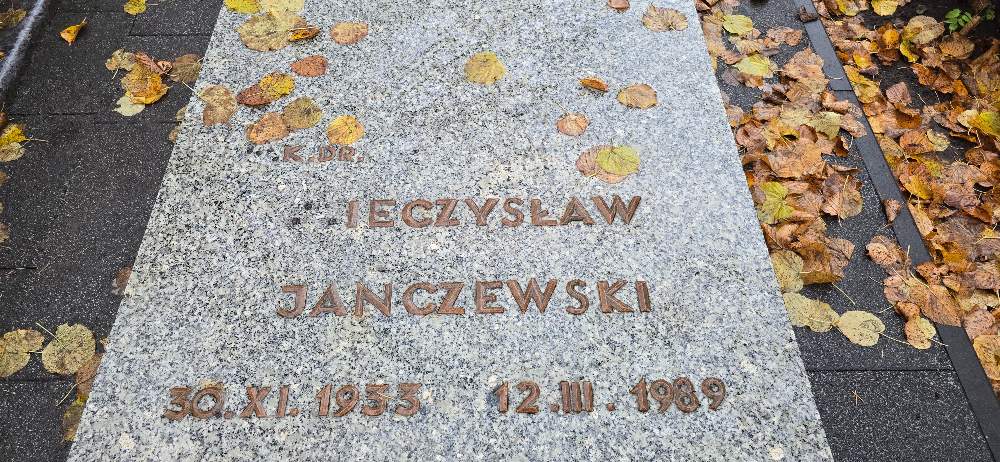 K. DR.
IECZYSŁAW
JANCZEWSKI
30.XI.1933 12.III.1989